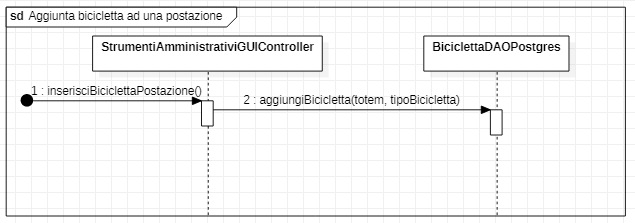 sd Aggiunta bicicletta ad una postazione
StrumentiAmministrativiGUIController
BiciclettaDAOPostgres
1 : inserisciBiciclettaPostazione()
2 : aggiungiBicicletta(totem, tipoBicicletta)